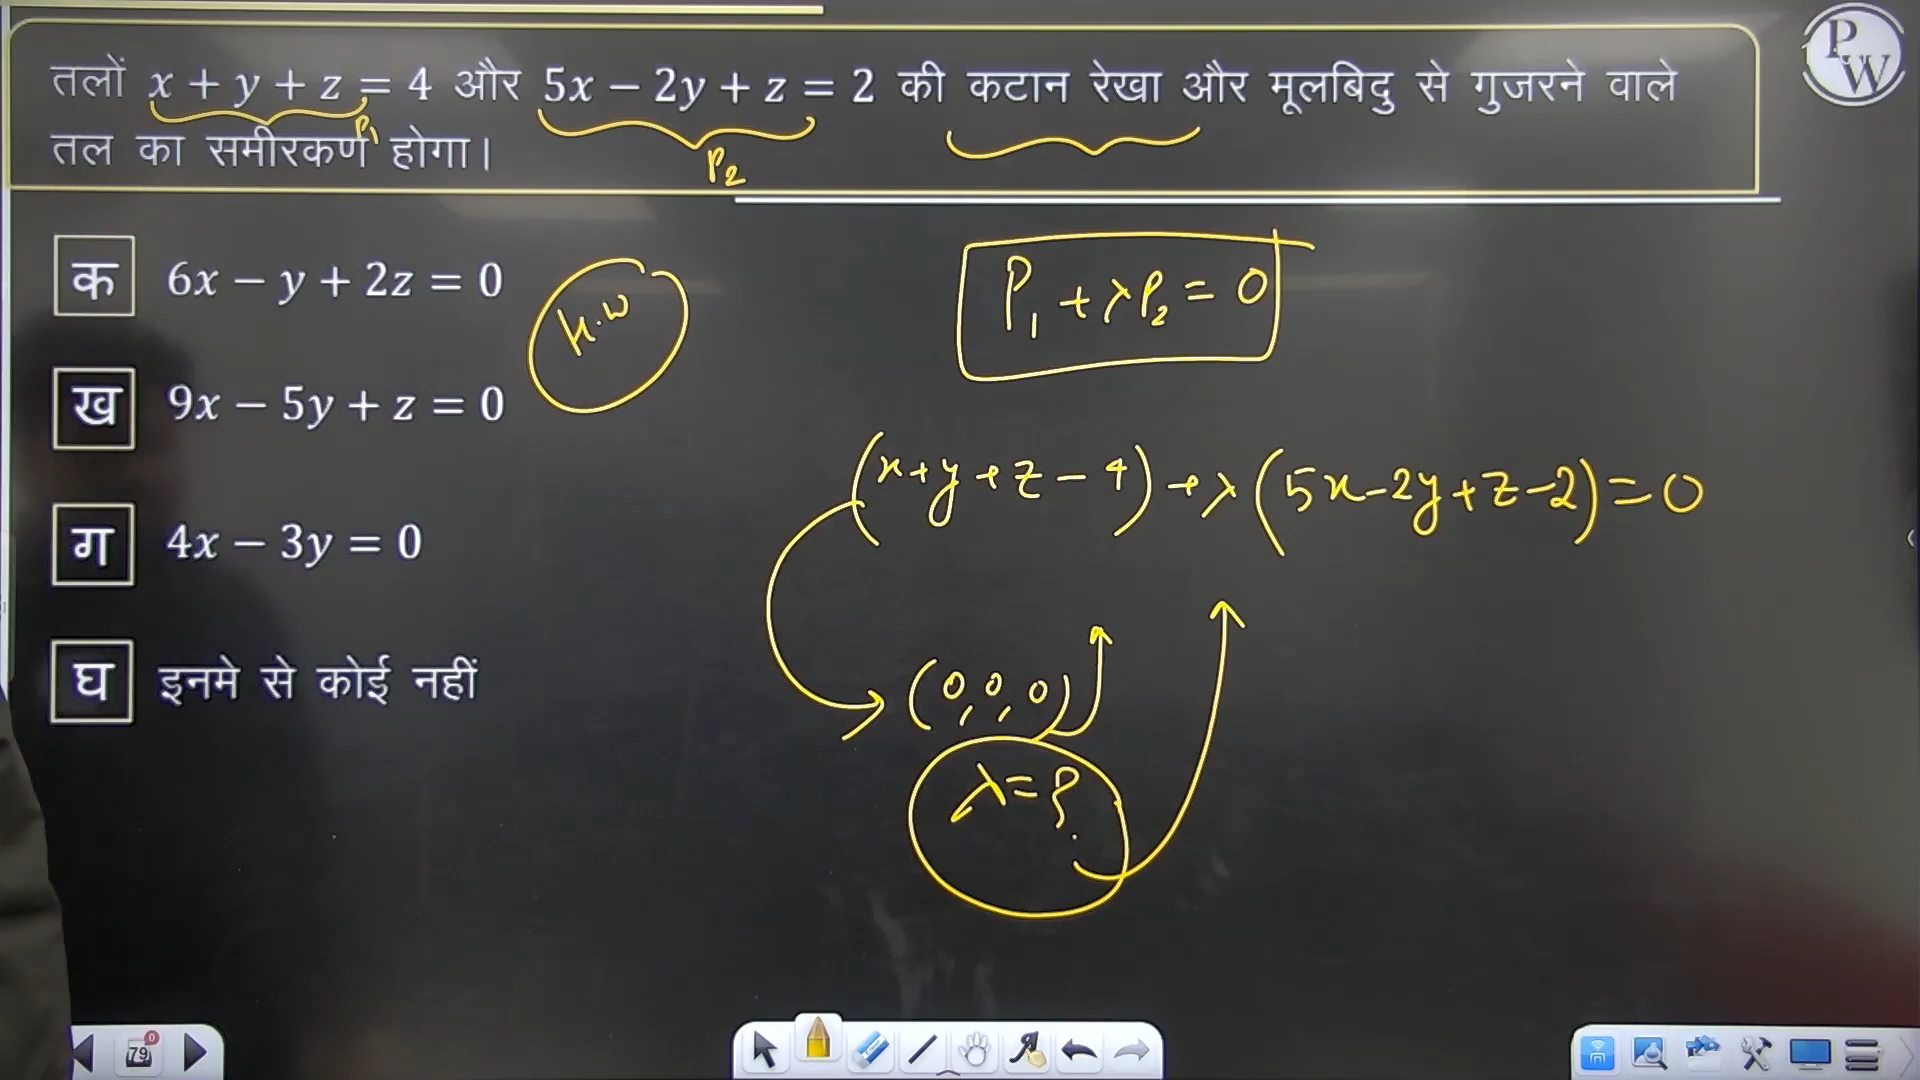 तलों x + y + z = 4 और 5x − 2y + z = 2 की कटान रेखा और मूलबिदु से गुजरने वाले
P₁
तल का समीरकर्ण होगा।
P₂
PW
क 6x − y + 2z = 0
H.W
P₁ + λP₂ = 0
ख 9x − 5y + z = 0
(x+y+z−4)+λ(5x−2y+z−2)=0
ग 4x − 3y = 0
घ इनमे से कोई नहीं
(0,0,0)
λ=?
79
0